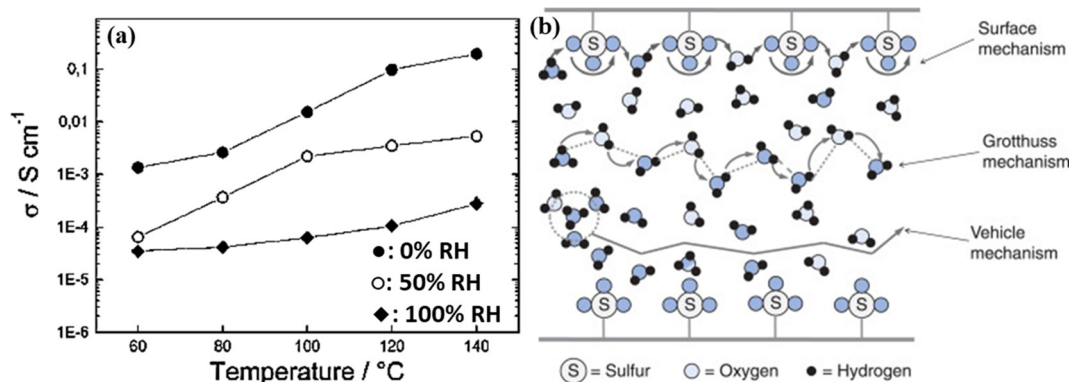 (a)
σ / S cm⁻¹
0,1
0,01
1E-3
1E-4
1E-5
1E-6
● : 0% RH
○ : 50% RH
◆ : 100% RH
60 80 100 120 140
Temperature / °C
(b)
S S S S
Surface
mechanism
Grotthuss
mechanism
Vehicle
mechanism
S S S S
S = Sulfur = Oxygen = Hydrogen